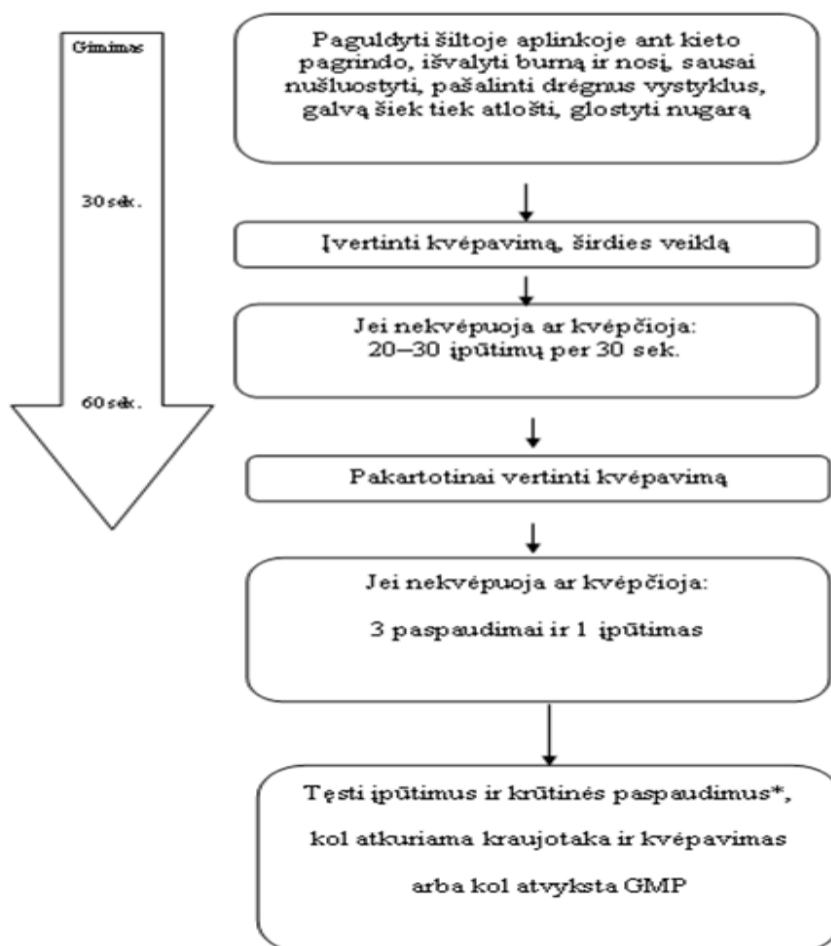 Gimimas
30 sek.
60 sek.
Paguldyti šiltoje aplinkoje ant kieto
pagrindo, išvalyti burną ir nosį, sausai
nušluostyti, pašalinti drėgnus vystyklus,
galvą šiek tiek atlošti, glostyti nugarą
Įvertinti kvėpavimą, širdies veiklą
Jei nekvėpuoja ar kvėpčioja:
20–30 įpūtimų per 30 sek.
Pakartotinai vertinti kvėpavimą
Jei nekvėpuoja ar kvėpčioja:
3 paspaudimai ir 1 įpūtimas
Tęsti įpūtimus ir krūtinės paspaudimus*,
kol atkuriama kraujotaka ir kvėpavimas
arba kol atvyksta GMP